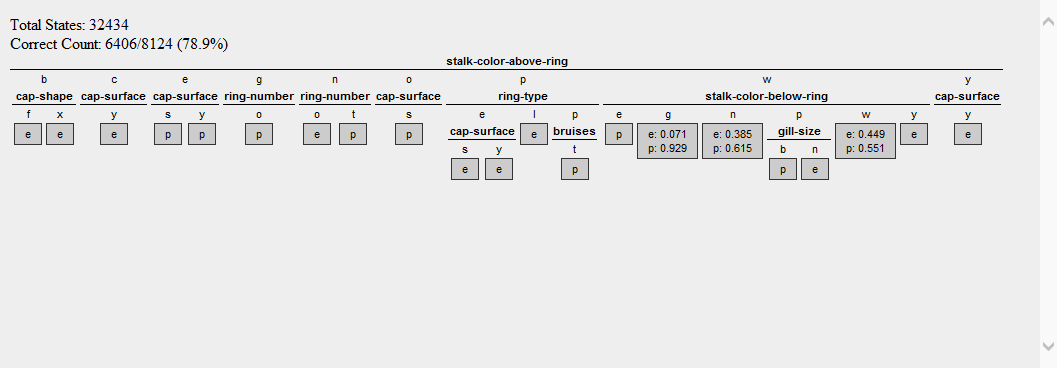 Total States: 32434
Correct Count: 6406/8124 (78.9%)
stalk-color-above-ring
b c e g n o p w y
cap-shape cap-surface cap-surface ring-number ring-number cap-surface ring-type stalk-color-below-ring cap-surface
f x y s y o o t s e l p e g n p w y y
e e e p p p e p p cap-surface e bruises p e: 0.071 e: 0.385 gill-size e: 0.449 e e
p: 0.929 p: 0.615 p: 0.551
s y t b n
e e p p e